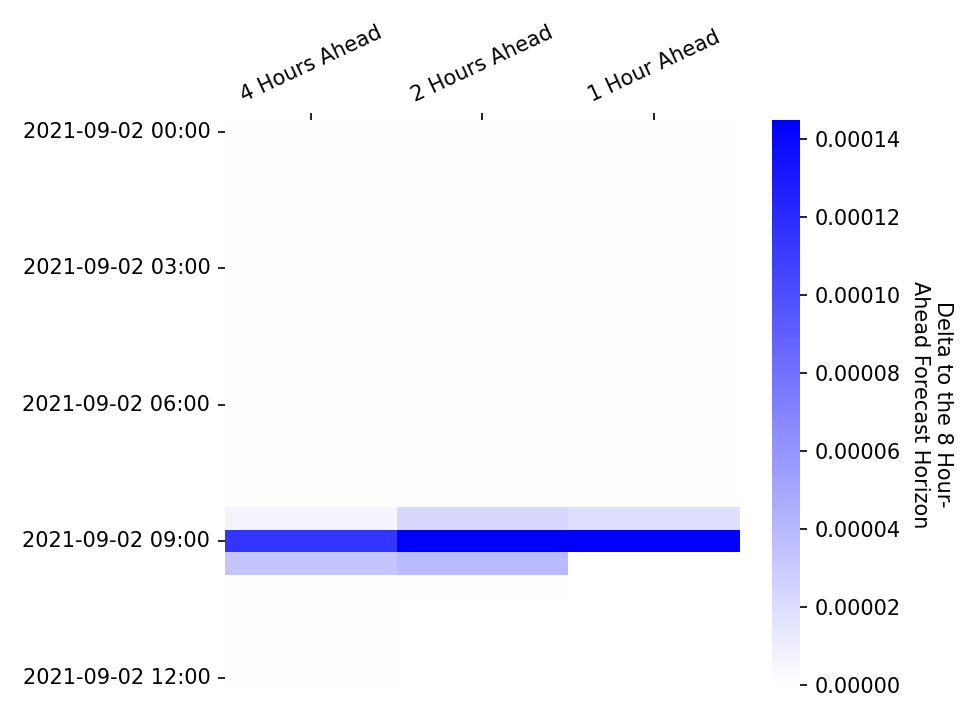 4 Hours Ahead
2 Hours Ahead
1 Hour Ahead
2021-09-02 00:00
2021-09-02 03:00
2021-09-02 06:00
2021-09-02 09:00
2021-09-02 12:00
0.00014
0.00012
0.00010
0.00008
0.00006
0.00004
0.00002
0.00000
Delta to the 8 Hour-
Ahead Forecast Horizon